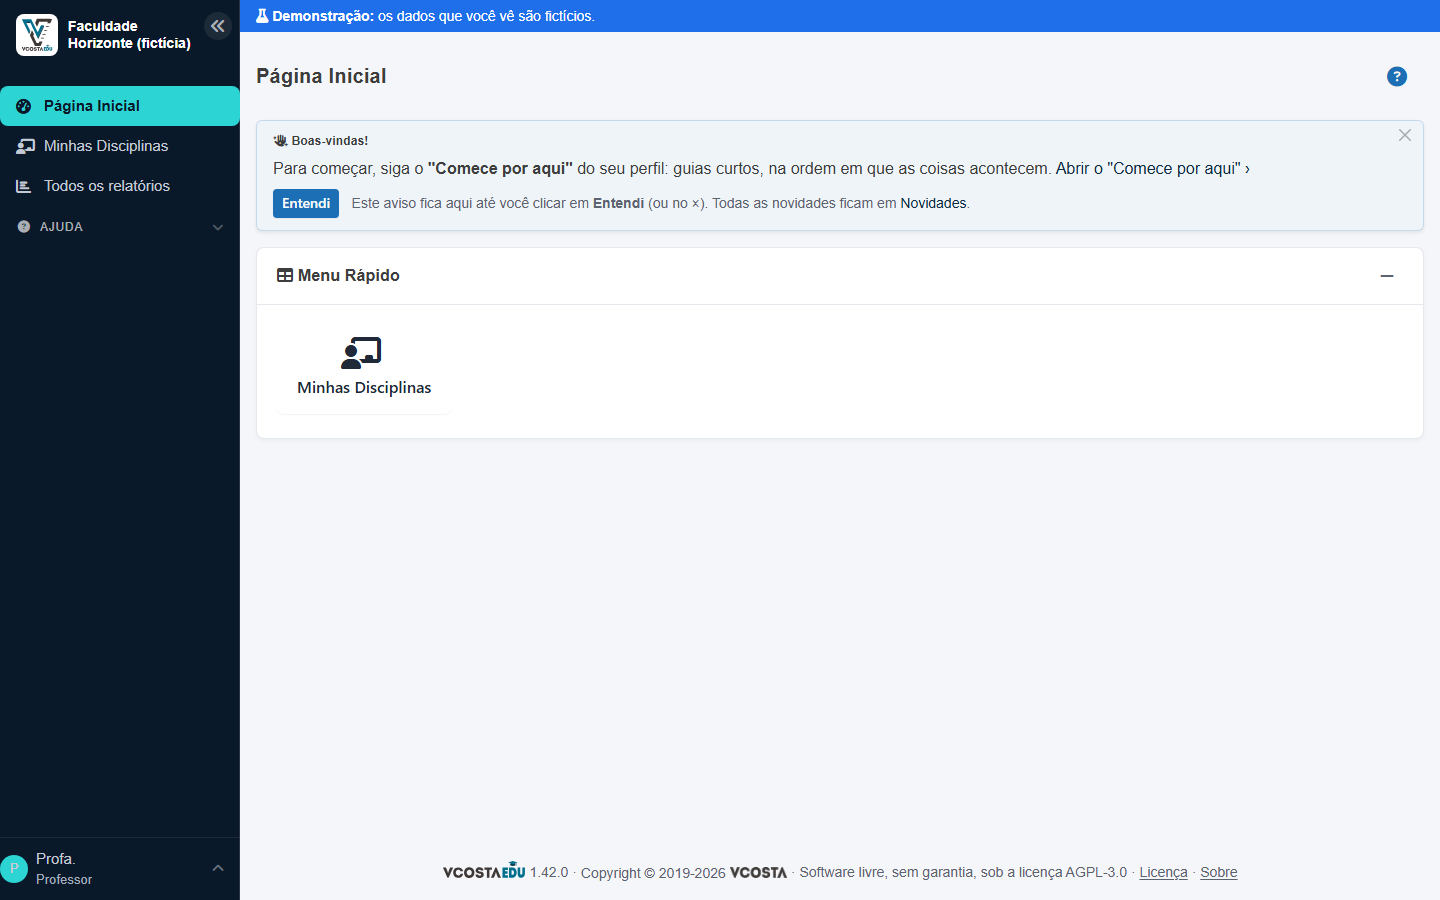 Faculdade
Horizonte (fictícia)
VCOSTAEDU
Página Inicial
Minhas Disciplinas
Todos os relatórios
AJUDA
P
Profa.
Professor
Demonstração: os dados que você vê são fictícios.
Página Inicial
?
Boas-vindas!
Para começar, siga o "Comece por aqui" do seu perfil: guias curtos, na ordem em que as coisas acontecem. Abrir o "Comece por aqui" ›
Entendi Este aviso fica aqui até você clicar em Entendi (ou no ×). Todas as novidades ficam em Novidades.
Menu Rápido
Minhas Disciplinas
VCOSTAEDU 1.42.0 · Copyright © 2019-2026 VCOSTA · Software livre, sem garantia, sob a licença AGPL-3.0 · Licença · Sobre